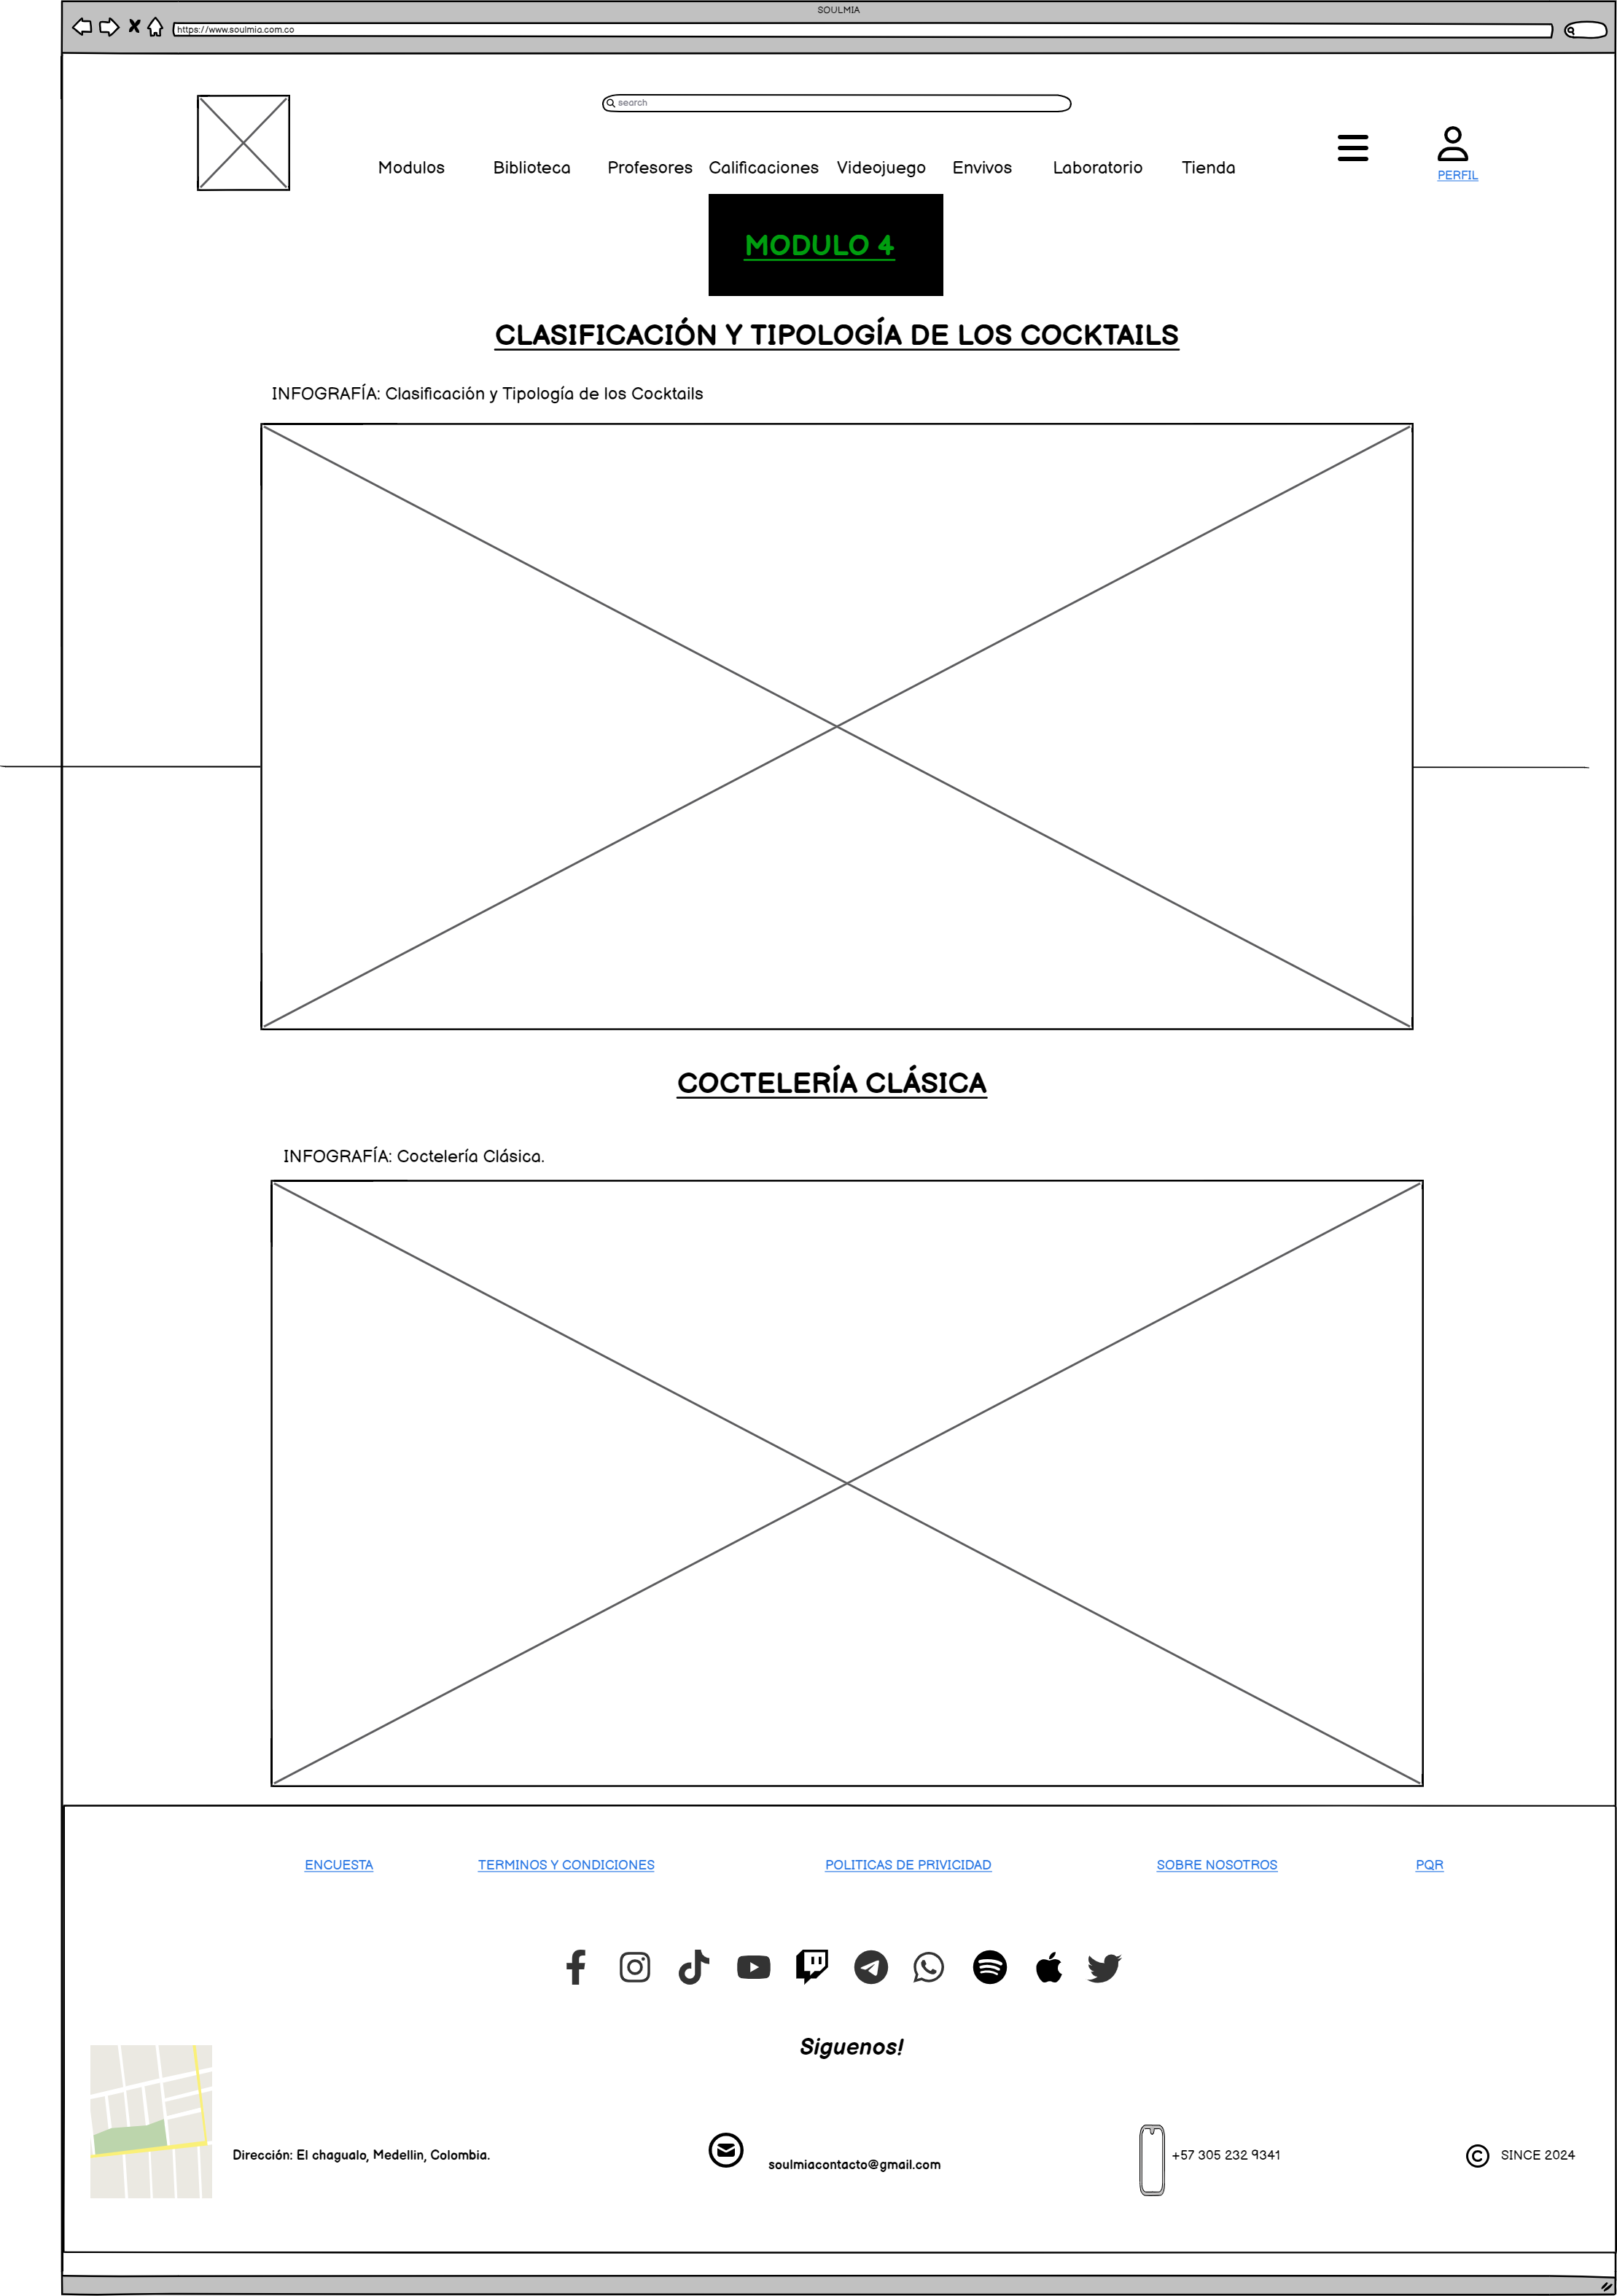 SOULMIA
https://www.soulmia.com.co
search
Modulos Biblioteca Profesores Calificaciones Videojuego Envivos Laboratorio Tienda
PERFIL
MODULO 4
CLASIFICACIÓN Y TIPOLOGÍA DE LOS COCKTAILS
INFOGRAFÍA: Clasificación y Tipología de los Cocktails
COCTELERÍA CLÁSICA
INFOGRAFÍA: Coctelería Clásica.
ENCUESTA TERMINOS Y CONDICIONES POLITICAS DE PRIVICIDAD SOBRE NOSOTROS PQR
Siguenos!
Dirección: El chagualo, Medellin, Colombia.
soulmiacontacto@gmail.com
+57 305 232 9341
© SINCE 2024